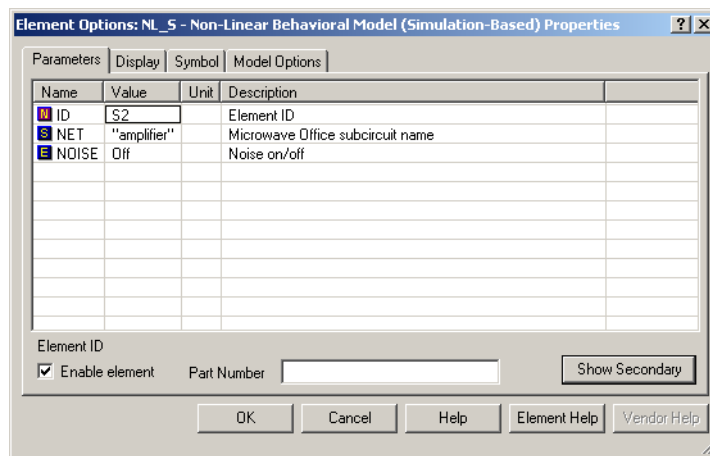 Element Options: NL_S - Non-Linear Behavioral Model (Simulation-Based) Properties
Parameters Display Symbol Model Options
Name Value Unit Description
N ID S2 Element ID
S NET "amplifier" Microwave Office subcircuit name
E NOISE Off Noise on/off
Element ID
Enable element Part Number Show Secondary
OK Cancel Help Element Help Vendor Help